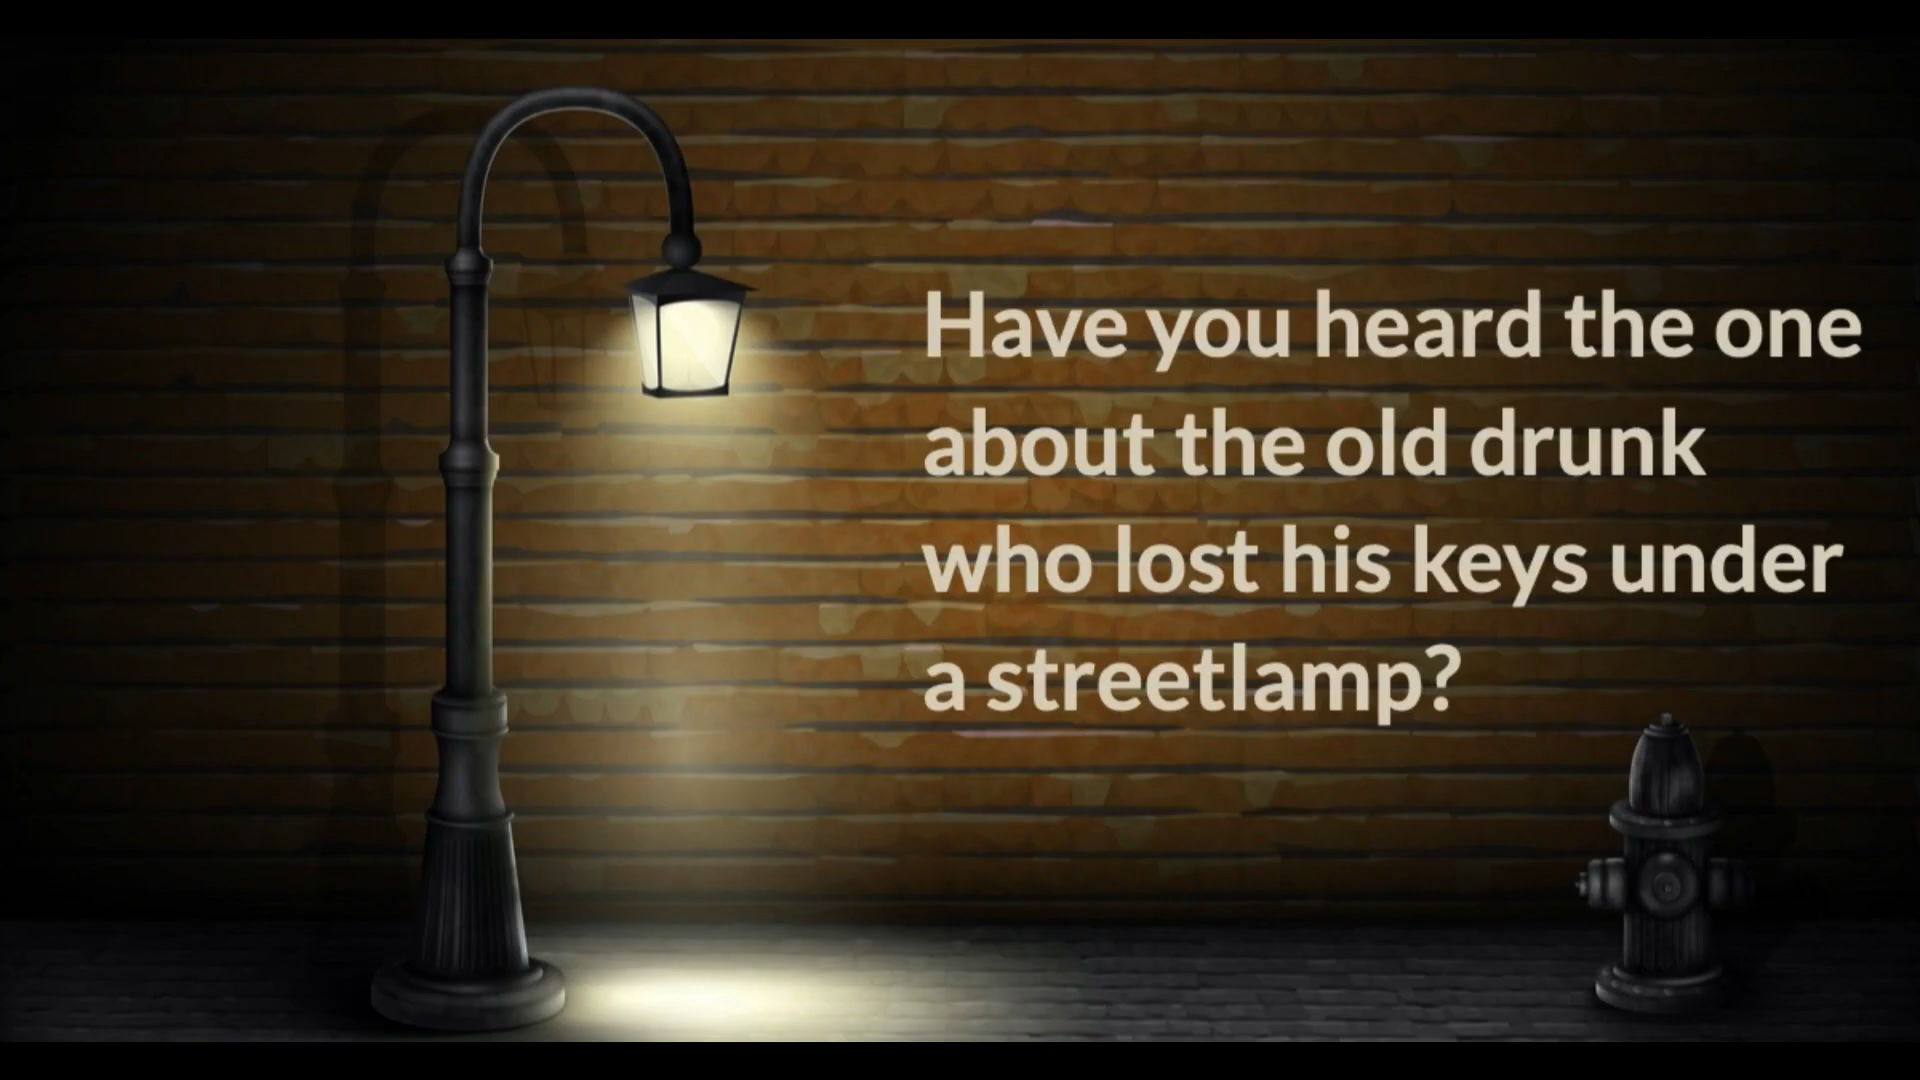 Have you heard the one
about the old drunk
who lost his keys under
a streetlamp?